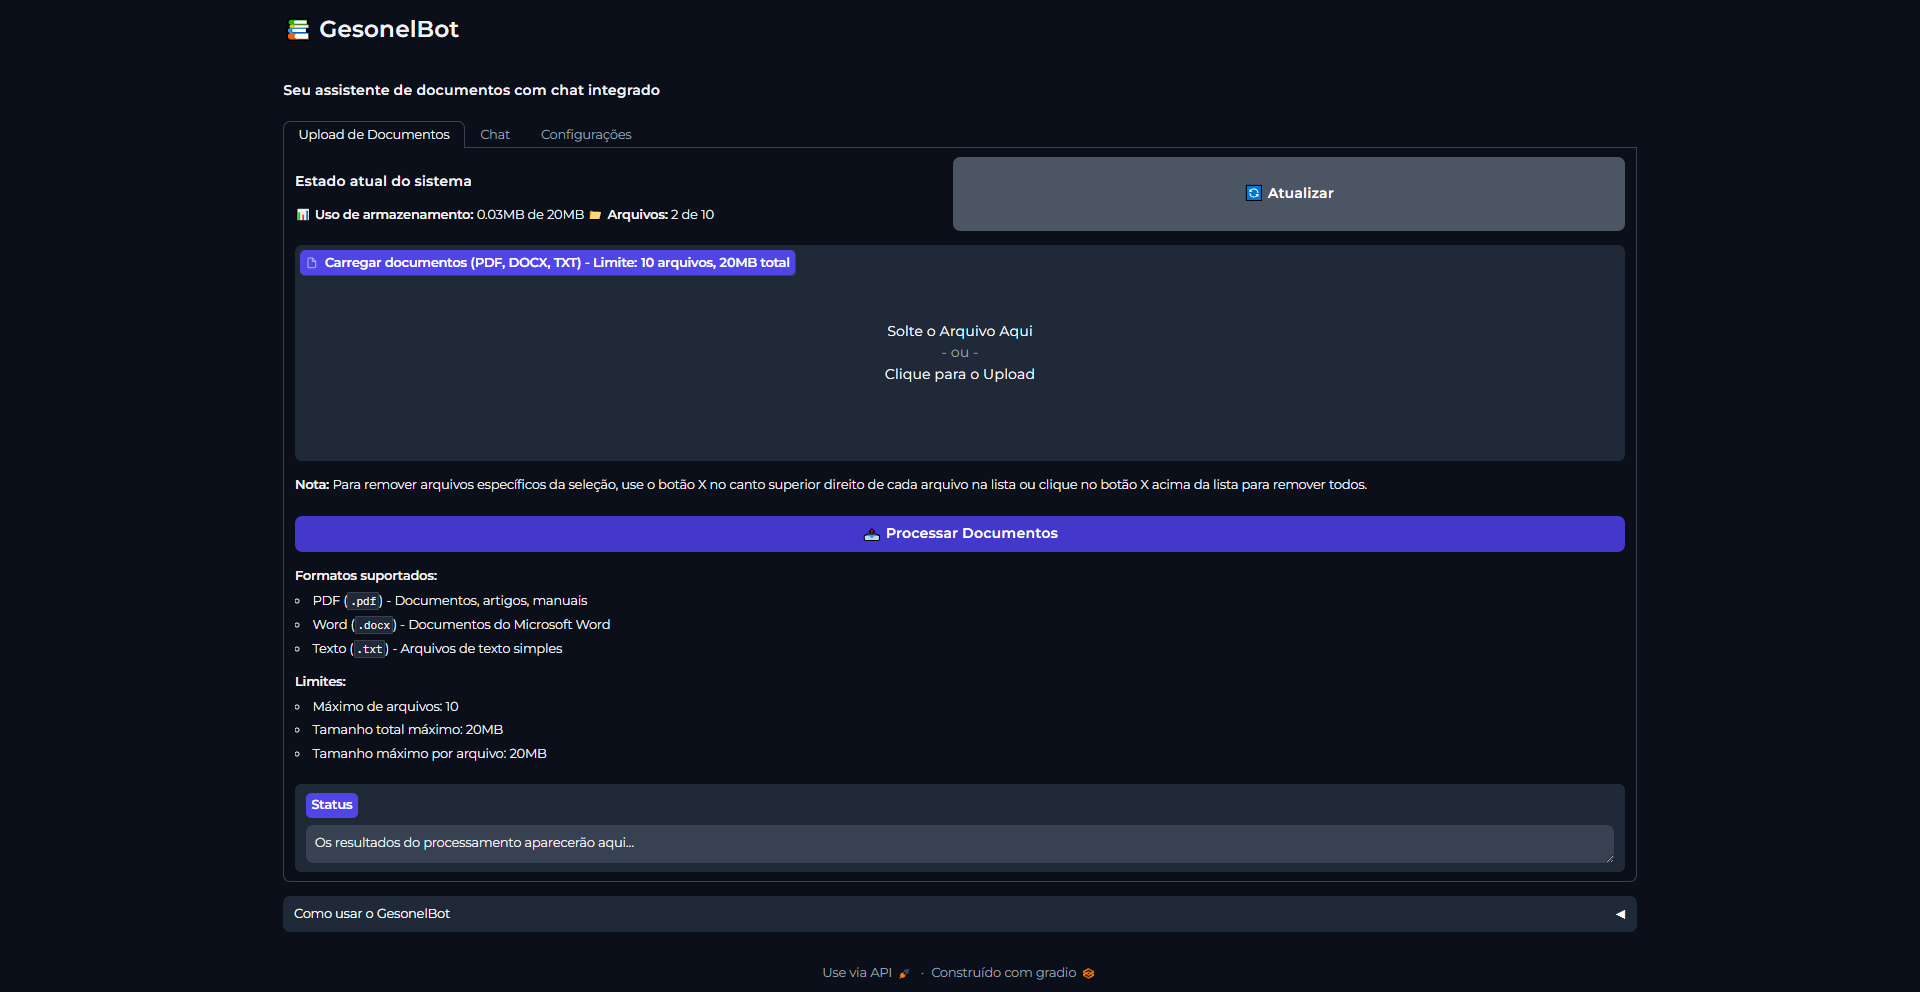 GesonelBot
Seu assistente de documentos com chat integrado
Upload de Documentos
Chat
Configurações
Estado atual do sistema
Uso de armazenamento: 0.03MB de 20MB Arquivos: 2 de 10
Atualizar
Carregar documentos (PDF, DOCX, TXT) - Limite: 10 arquivos, 20MB total
Solte o Arquivo Aqui
- ou -
Clique para o Upload
Nota: Para remover arquivos específicos da seleção, use o botão X no canto superior direito de cada arquivo na lista ou clique no botão X acima da lista para remover todos.
Processar Documentos
Formatos suportados:
PDF (.pdf) - Documentos, artigos, manuais
Word (.docx) - Documentos do Microsoft Word
Texto (.txt) - Arquivos de texto simples
Limites:
Máximo de arquivos: 10
Tamanho total máximo: 20MB
Tamanho máximo por arquivo: 20MB
Status
Os resultados do processamento aparecerão aqui...
Como usar o GesonelBot
Use via API · Construído com gradio